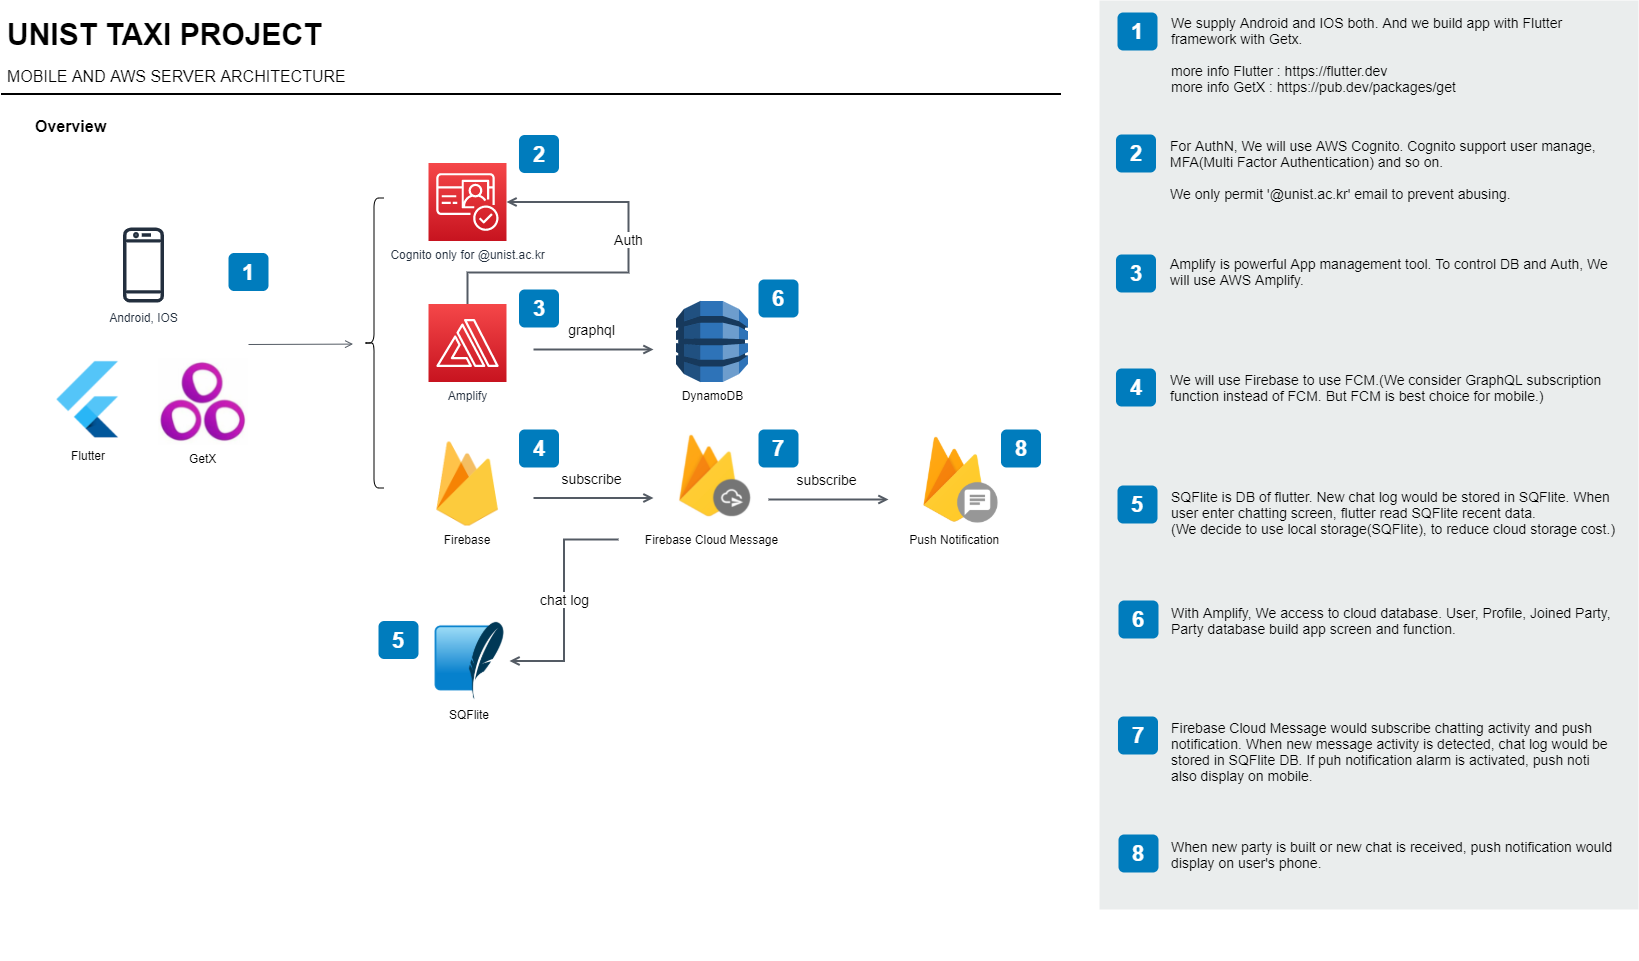 UNIST TAXI PROJECT
MOBILE AND AWS SERVER ARCHITECTURE
Overview
2
Cognito only for @unist.ac.kr
Auth
1
Android, IOS
3
graphql
6
Amplify
DynamoDB
Flutter
GetX
4
subscribe
7
subscribe
8
Firebase
Firebase Cloud Message
Push Notification
chat log
5
SQFlite
1
We supply Android and IOS both. And we build app with Flutter
framework with Getx.
more info Flutter : https://flutter.dev
more info GetX : https://pub.dev/packages/get
2
For AuthN, We will use AWS Cognito. Cognito support user manage,
MFA(Multi Factor Authentication) and so on.
We only permit '@unist.ac.kr' email to prevent abusing.
3
Amplify is powerful App management tool. To control DB and Auth, We
will use AWS Amplify.
4
We will use Firebase to use FCM.(We consider GraphQL subscription
function instead of FCM. But FCM is best choice for mobile.)
5
SQFlite is DB of flutter. New chat log would be stored in SQFlite. When
user enter chatting screen, flutter read SQFlite recent data.
(We decide to use local storage(SQFlite), to reduce cloud storage cost.)
6
With Amplify, We access to cloud database. User, Profile, Joined Party,
Party database build app screen and function.
7
Firebase Cloud Message would subscribe chatting activity and push
notification. When new message activity is detected, chat log would be
stored in SQFlite DB. If puh notification alarm is activated, push noti
also display on mobile.
8
When new party is built or new chat is received, push notification would
display on user's phone.